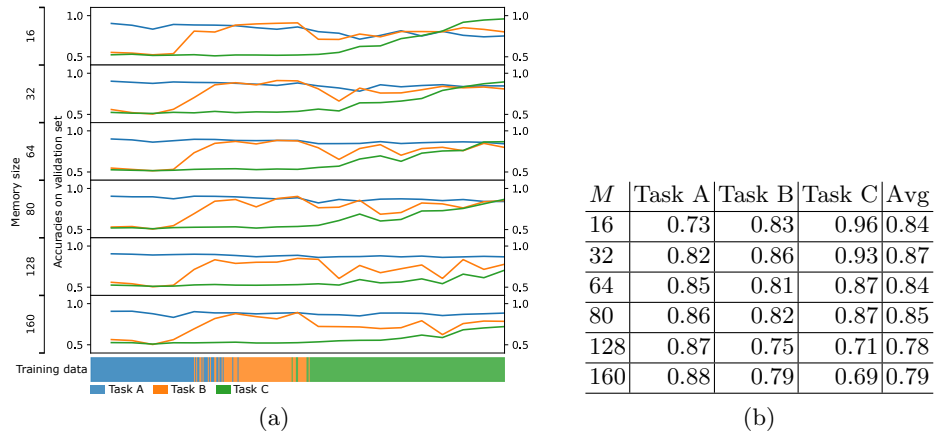 Memory size
Accuracies on validation set
16
1.0
0.5
1.0
0.5
32
1.0
0.5
1.0
0.5
64
1.0
0.5
1.0
0.5
80
1.0
0.5
1.0
0.5
128
1.0
0.5
1.0
0.5
160
1.0
0.5
1.0
0.5
Training data
Task A Task B Task C
(a)
M Task A Task B Task C Avg
16 0.73 0.83 0.96 0.84
32 0.82 0.86 0.93 0.87
64 0.85 0.81 0.87 0.84
80 0.86 0.82 0.87 0.85
128 0.87 0.75 0.71 0.78
160 0.88 0.79 0.69 0.79
(b)